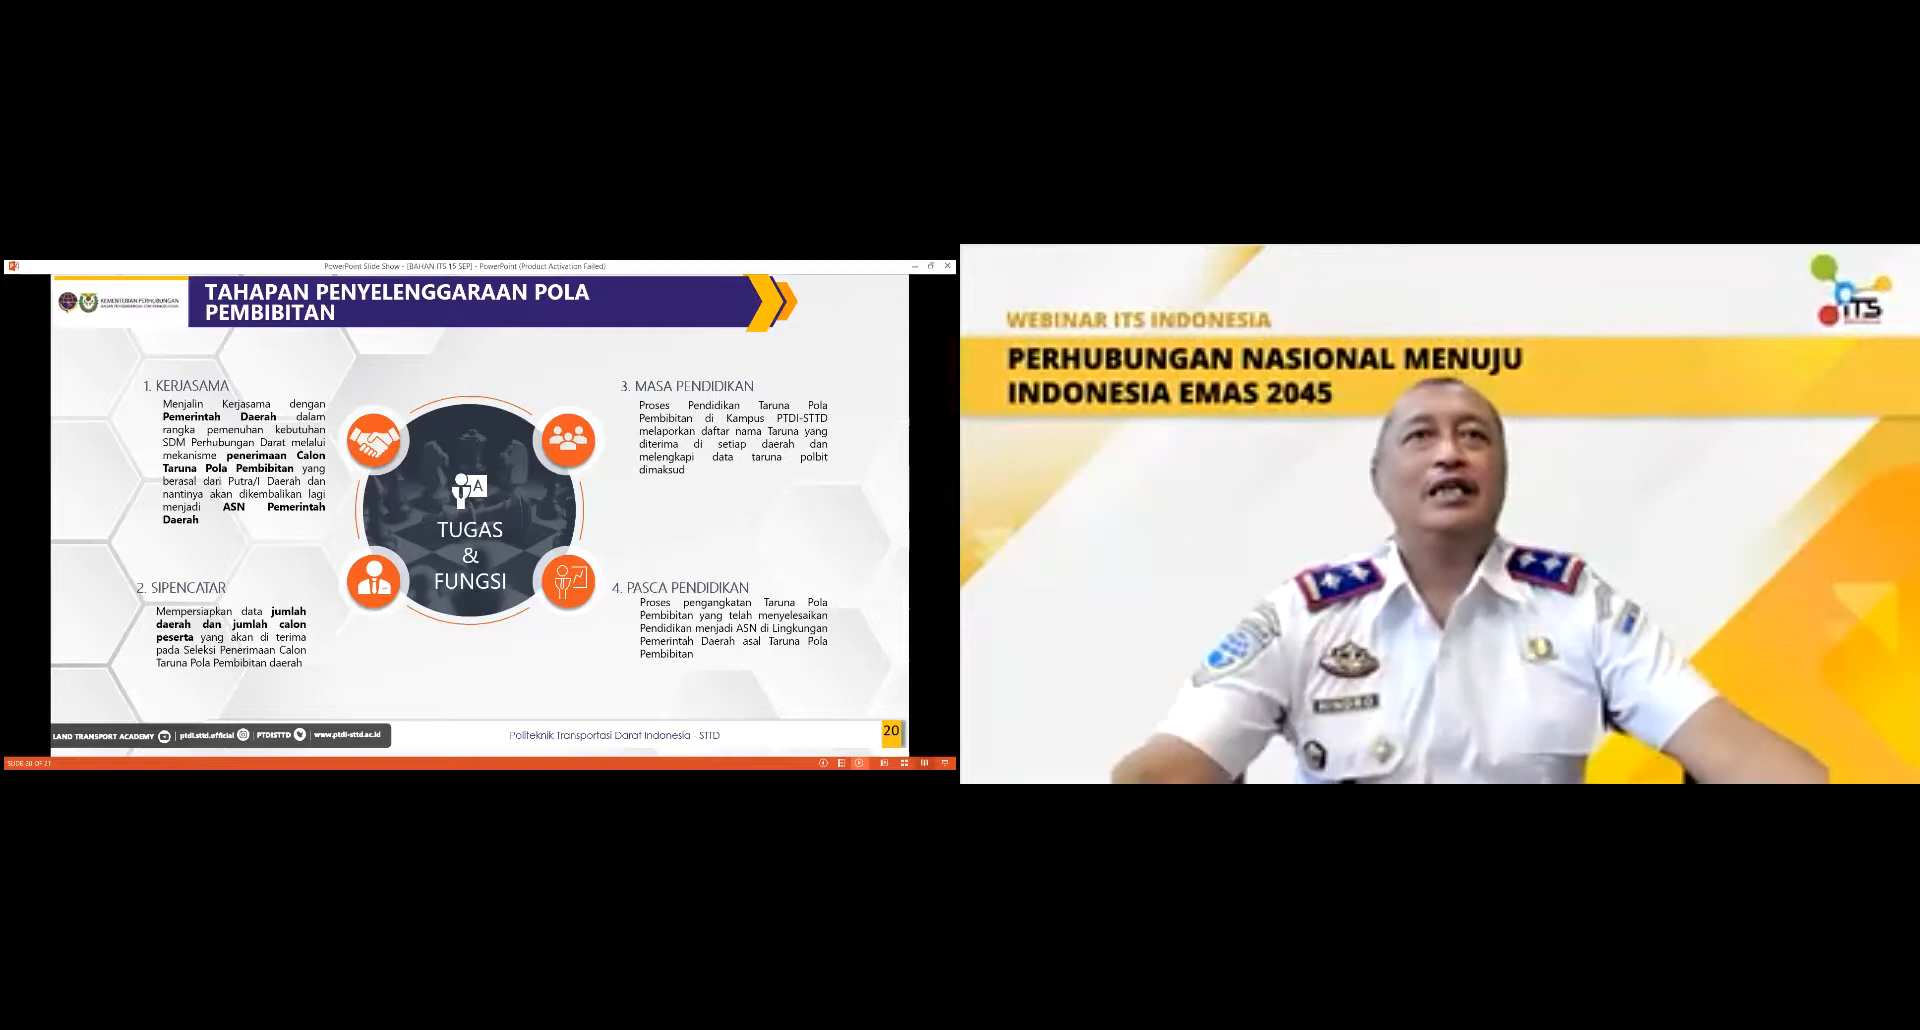 PowerPoint Slide Show - [BAHAN ITS 15 SEP] - PowerPoint (Product Activation Failed)
KEMENTERIAN PERHUBUNGAN
TAHAPAN PENYELENGGARAAN POLA
PEMBIBITAN
1. KERJASAMA
Menjalin Kerjasama dengan
Pemerintah Daerah dalam
rangka pemenuhan kebutuhan
SDM Perhubungan Darat melalui
mekanisme penerimaan Calon
Taruna Pola Pembibitan yang
berasal dari Putra/I Daerah dan
nantinya akan dikembalikan lagi
menjadi ASN Pemerintah
Daerah
2. SIPENCATAR
Mempersiapkan data jumlah
daerah dan jumlah calon
peserta yang akan di terima
pada Seleksi Penerimaan Calon
Taruna Pola Pembibitan daerah
A
TUGAS
&
FUNGSI
3. MASA PENDIDIKAN
Proses Pendidikan Taruna Pola
Pembibitan di Kampus PTDI-STTD
melaporkan daftar nama Taruna yang
diterima di setiap daerah dan
melengkapi data taruna polbit
dimaksud
4. PASCA PENDIDIKAN
Proses pengangkatan Taruna Pola
Pembibitan yang telah menyelesaikan
Pendidikan menjadi ASN di Lingkungan
Pemerintah Daerah asal Taruna Pola
Pembibitan
LAND TRANSPORT ACADEMY | ptdi.sttd.official | PTDISTTD | www.ptdi-sttd.ac.id
Politeknik Transportasi Darat Indonesia - STTD
20
SLIDE 20 OF 21
WEBINAR ITS INDONESIA
PERHUBUNGAN NASIONAL MENUJU
INDONESIA EMAS 2045
ITS